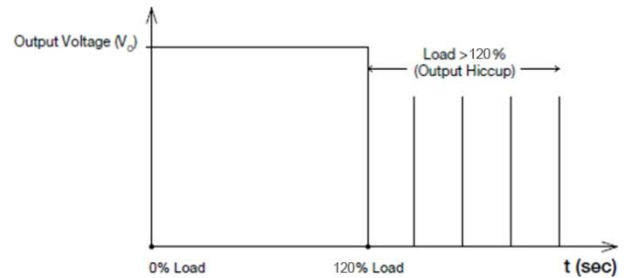 Output Voltage (Vo)
Load >120%
(Output Hiccup)
0% Load
120% Load
t (sec)